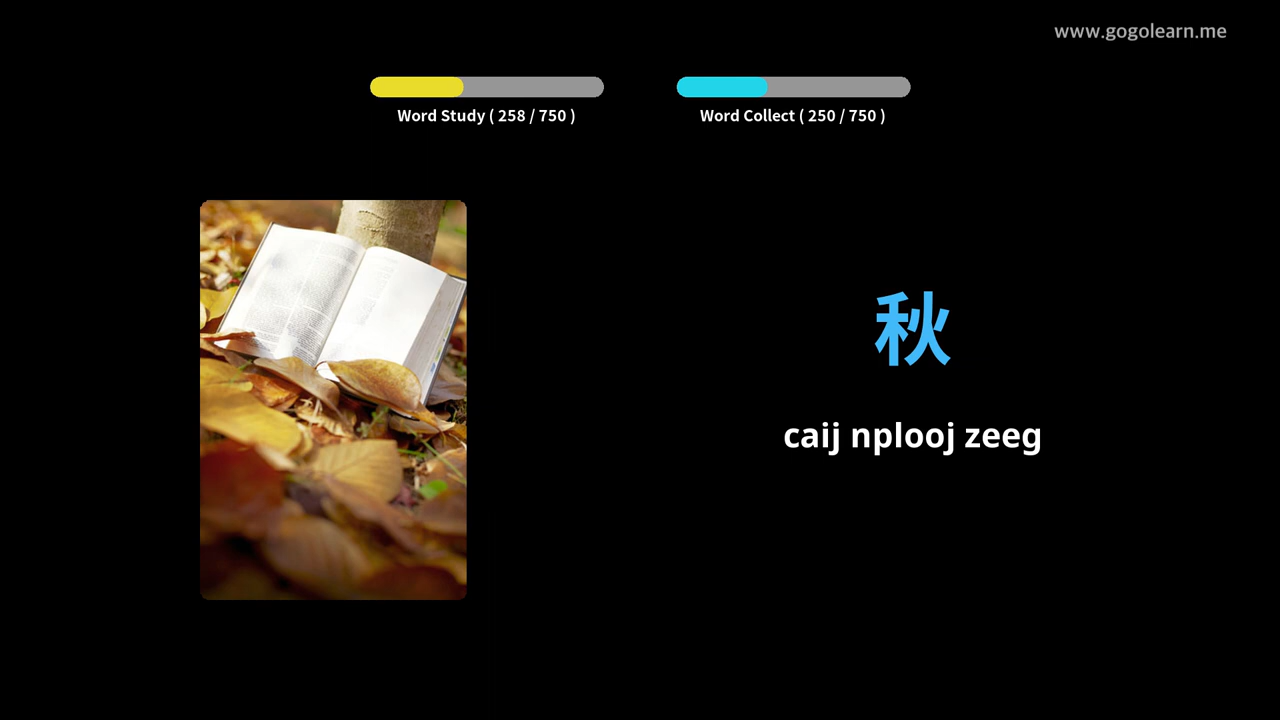 www.gogolearn.me
Word Study ( 258 / 750 )
Word Collect ( 250 / 750 )
秋
caij nplooj zeeg